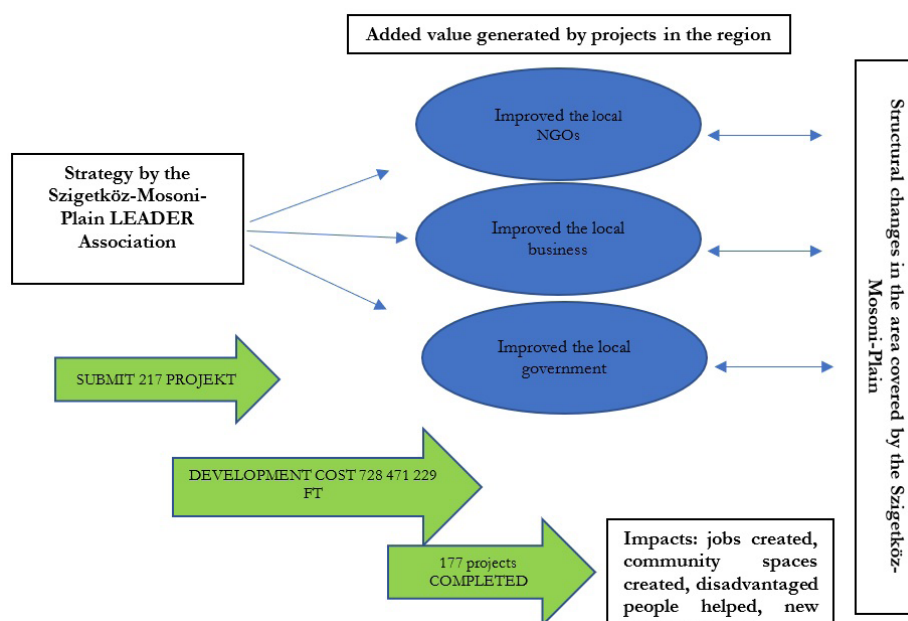 Added value generated by projects in the region
Strategy by the
Szigetköz-Mosoni-
Plain LEADER
Association
Improved the local
NGOs
Improved the local
business
Improved the local
government
Structural changes in the area covered by the Szigetköz-
Mosoni-Plain
SUBMIT 217 PROJEKT
DEVELOPMENT COST 728 471 229
FT
177 projects
COMPLETED
Impacts: jobs created,
community spaces
created, disadvantaged
people helped, new